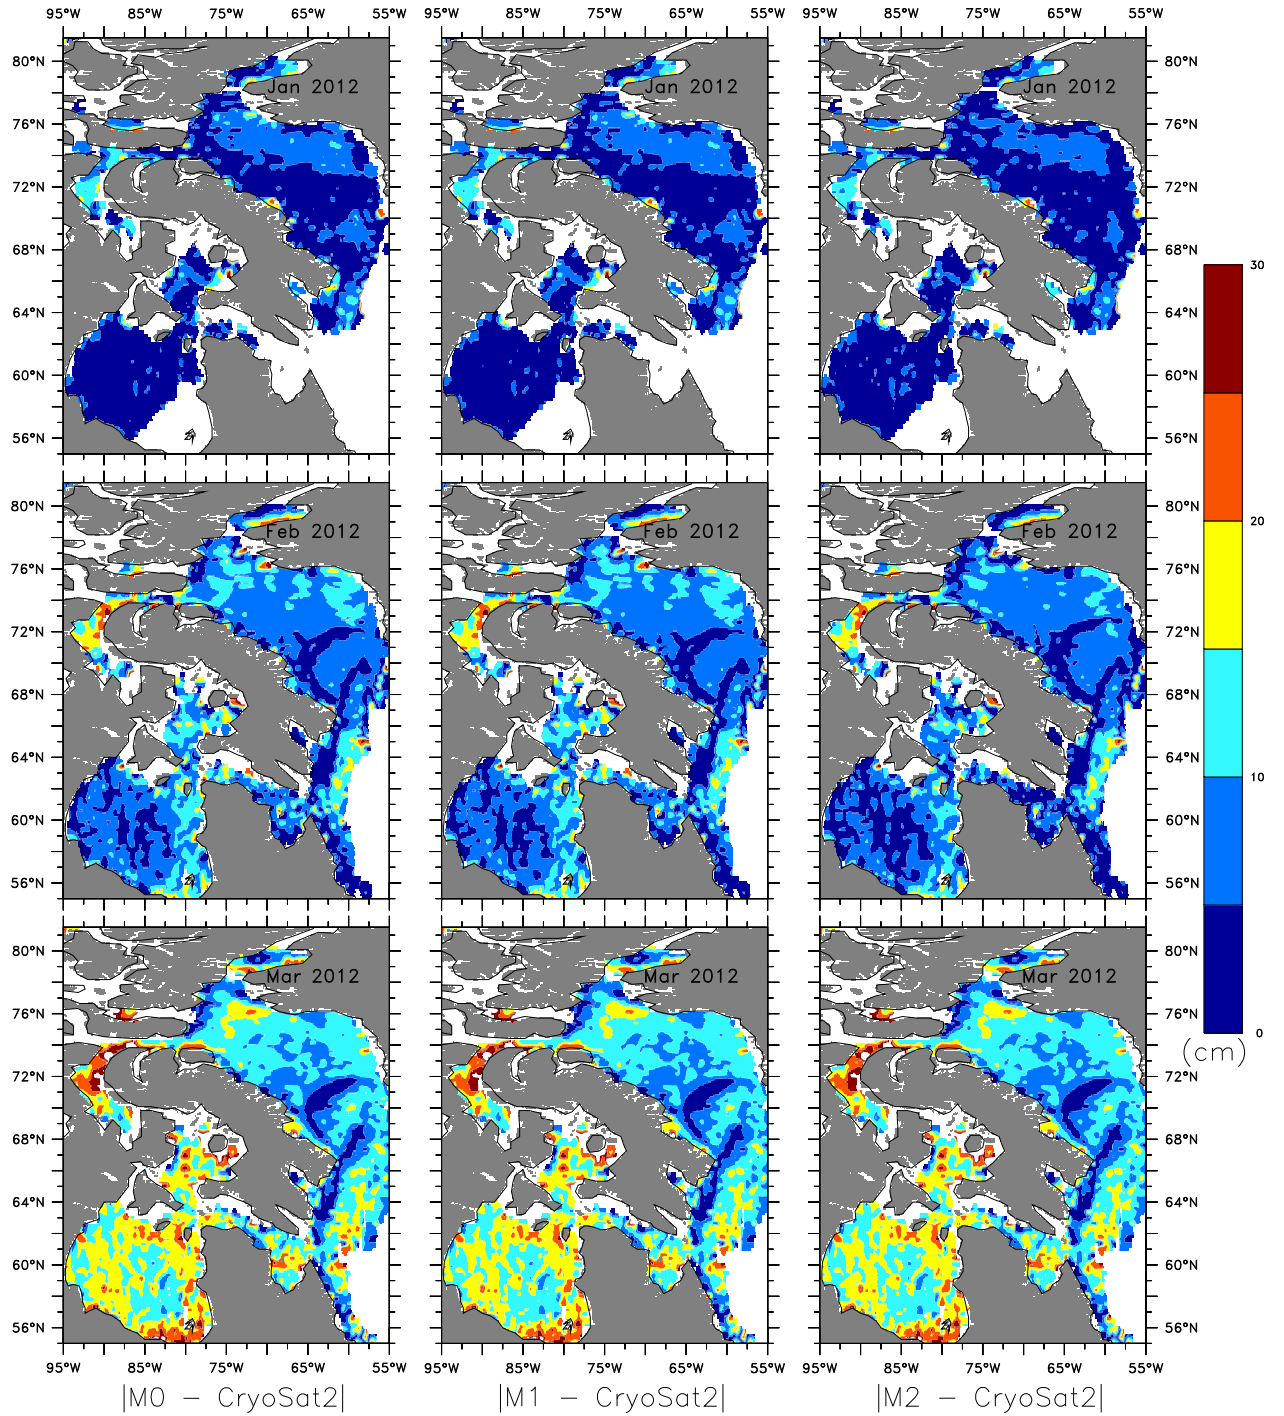 95°W 85°W 75°W 65°W 55°W 95°W 85°W 75°W 65°W 55°W 95°W 85°W 75°W 65°W 55°W
80°N 80°N
Jan 2012 Jan 2012 Jan 2012
76°N 76°N
72°N 72°N
68°N 68°N
30
64°N 64°N
60°N 60°N
56°N 56°N
80°N 80°N
20
Feb 2012 Feb 2012 Feb 2012
76°N 76°N
72°N 72°N
68°N 68°N
64°N 64°N
10
60°N 60°N
56°N 56°N
80°N 80°N
Mar 2012 Mar 2012 Mar 2012
76°N 76°N
0
(cm)
72°N 72°N
68°N 68°N
64°N 64°N
60°N 60°N
56°N 56°N
95°W 85°W 75°W 65°W 55°W 95°W 85°W 75°W 65°W 55°W 95°W 85°W 75°W 65°W 55°W
|M0 − CryoSat2| |M1 − CryoSat2| |M2 − CryoSat2|